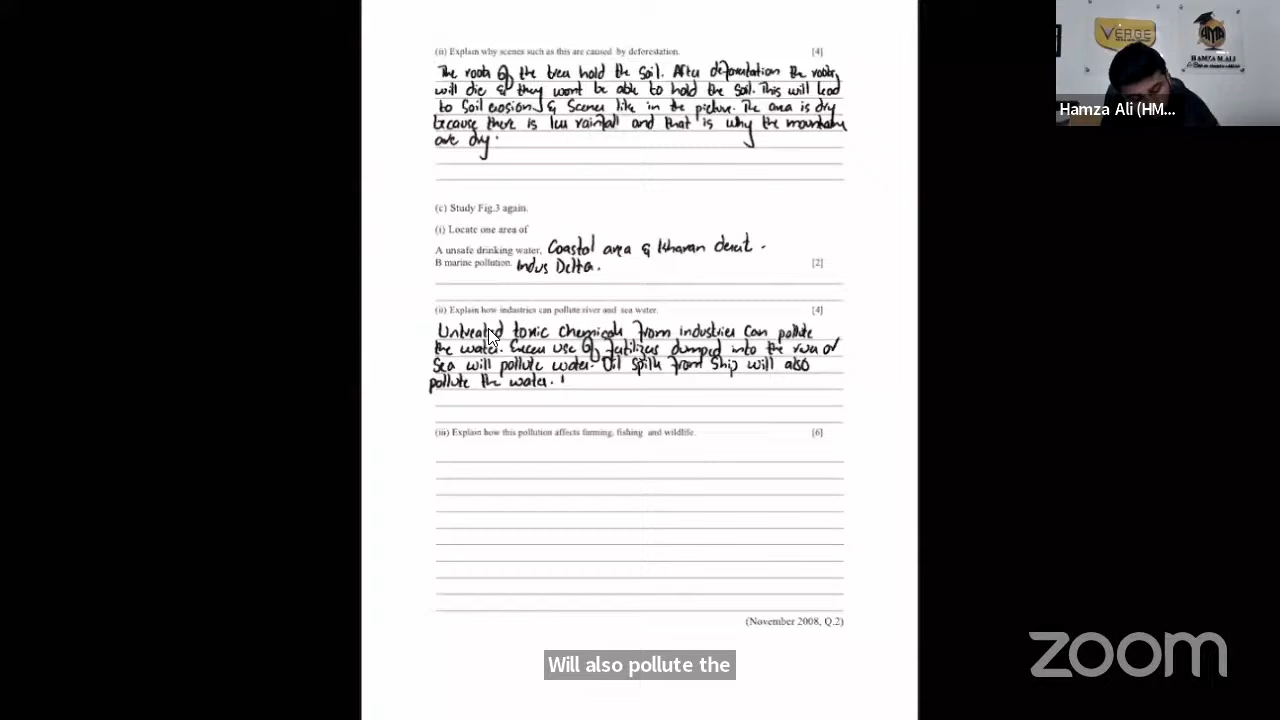 (ii) Explain why scenes such as this are caused by deforestation. [4]
The roots of the trees hold the soil. After deforestation the roots
will die & they wont be able to hold the soil. This will lead
to soil erosion & scenes like in the picture. The area is dry
because there is less rainfall and that is why the mountains
are dry.
(c) Study Fig.3 again.
(i) Locate one area of
A unsafe drinking water, Coastal area & Kharan desert.
B marine pollution. Indus Delta. [2]
(ii) Explain how industries can pollute river and sea water. [4]
Untreated toxic chemicals from industries can pollute
the water. Excess use of fertilizers dumped into the river or
sea will pollute water. Oil spills from ship will also
pollute the water.
(iii) Explain how this pollution affects farming, fishing and wildlife. [6]
(November 2008, Q.2)
Will also pollute the
zoom
VERGE
AMA
HAMZA M.ALI
Hamza Ali (HM...